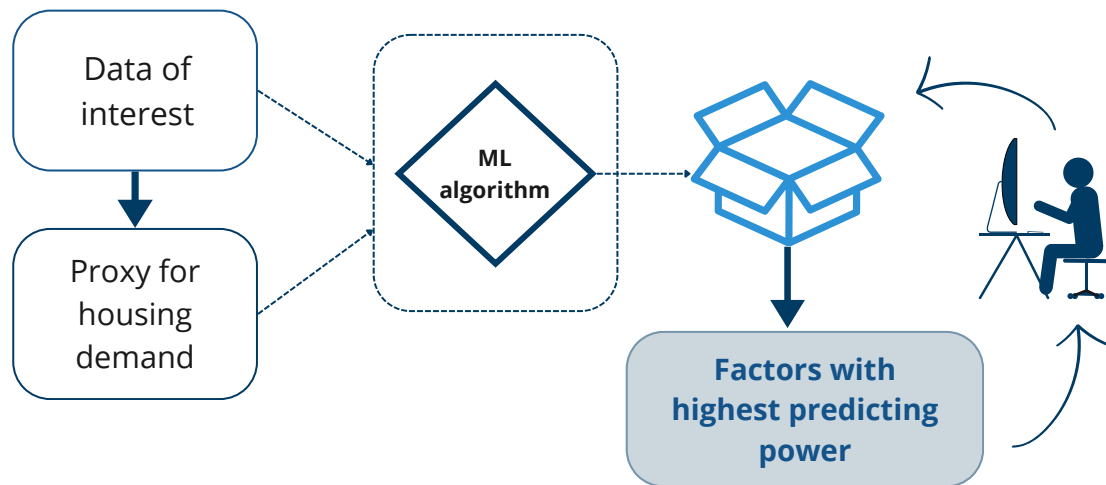 Data of
interest
Proxy for
housing
demand
ML
algorithm
Factors with
highest predicting
power